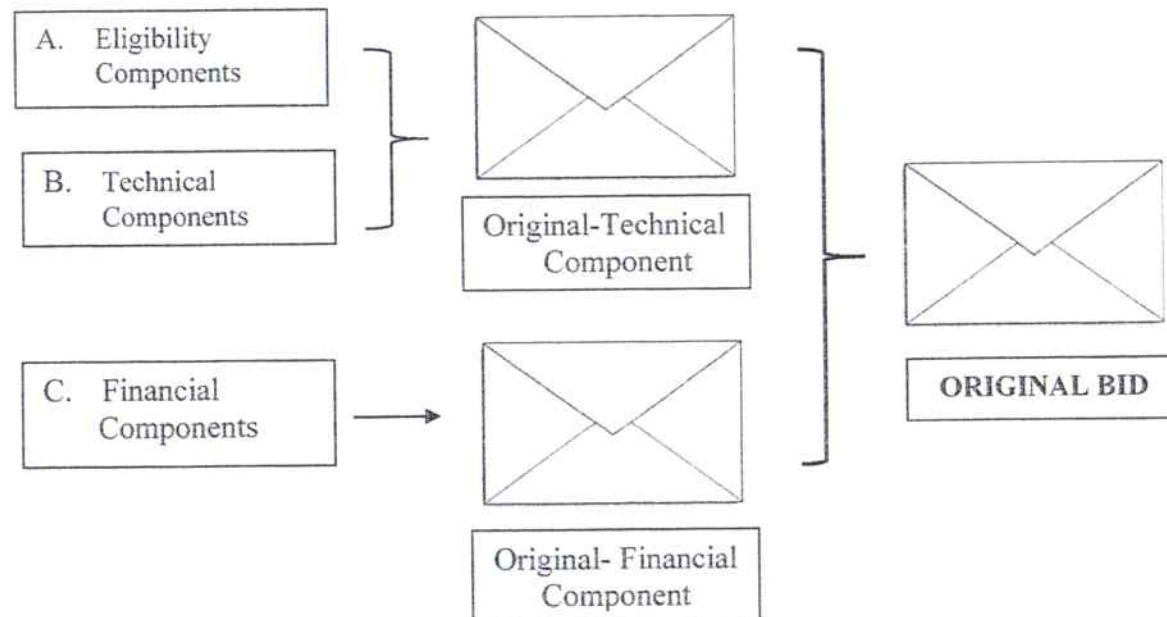 A. Eligibility
Components
B. Technical
Components
Original-Technical
Component
C. Financial
Components
ORIGINAL BID
Original- Financial
Component